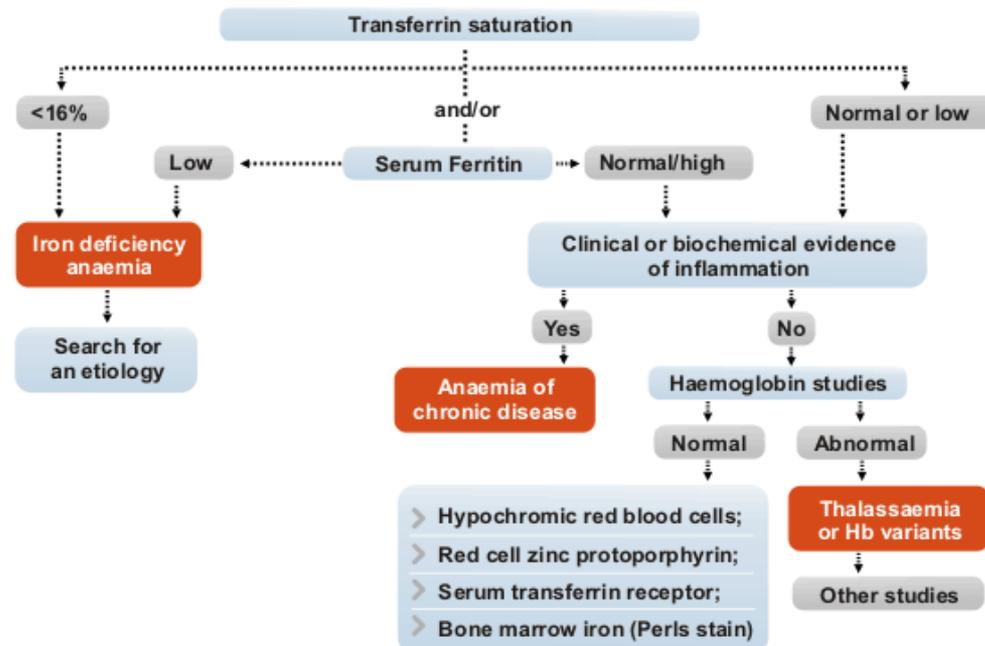 Transferrin saturation
<16%
and/or
Normal or low
Low
Serum Ferritin
Normal/high
Iron deficiency
anaemia
Clinical or biochemical evidence
of inflammation
Search for
an etiology
Yes
No
Anaemia of
chronic disease
Haemoglobin studies
Normal
Abnormal
Hypochromic red blood cells;
Red cell zinc protoporphyrin;
Serum transferrin receptor;
Bone marrow iron (Perls stain)
Thalassaemia
or Hb variants
Other studies